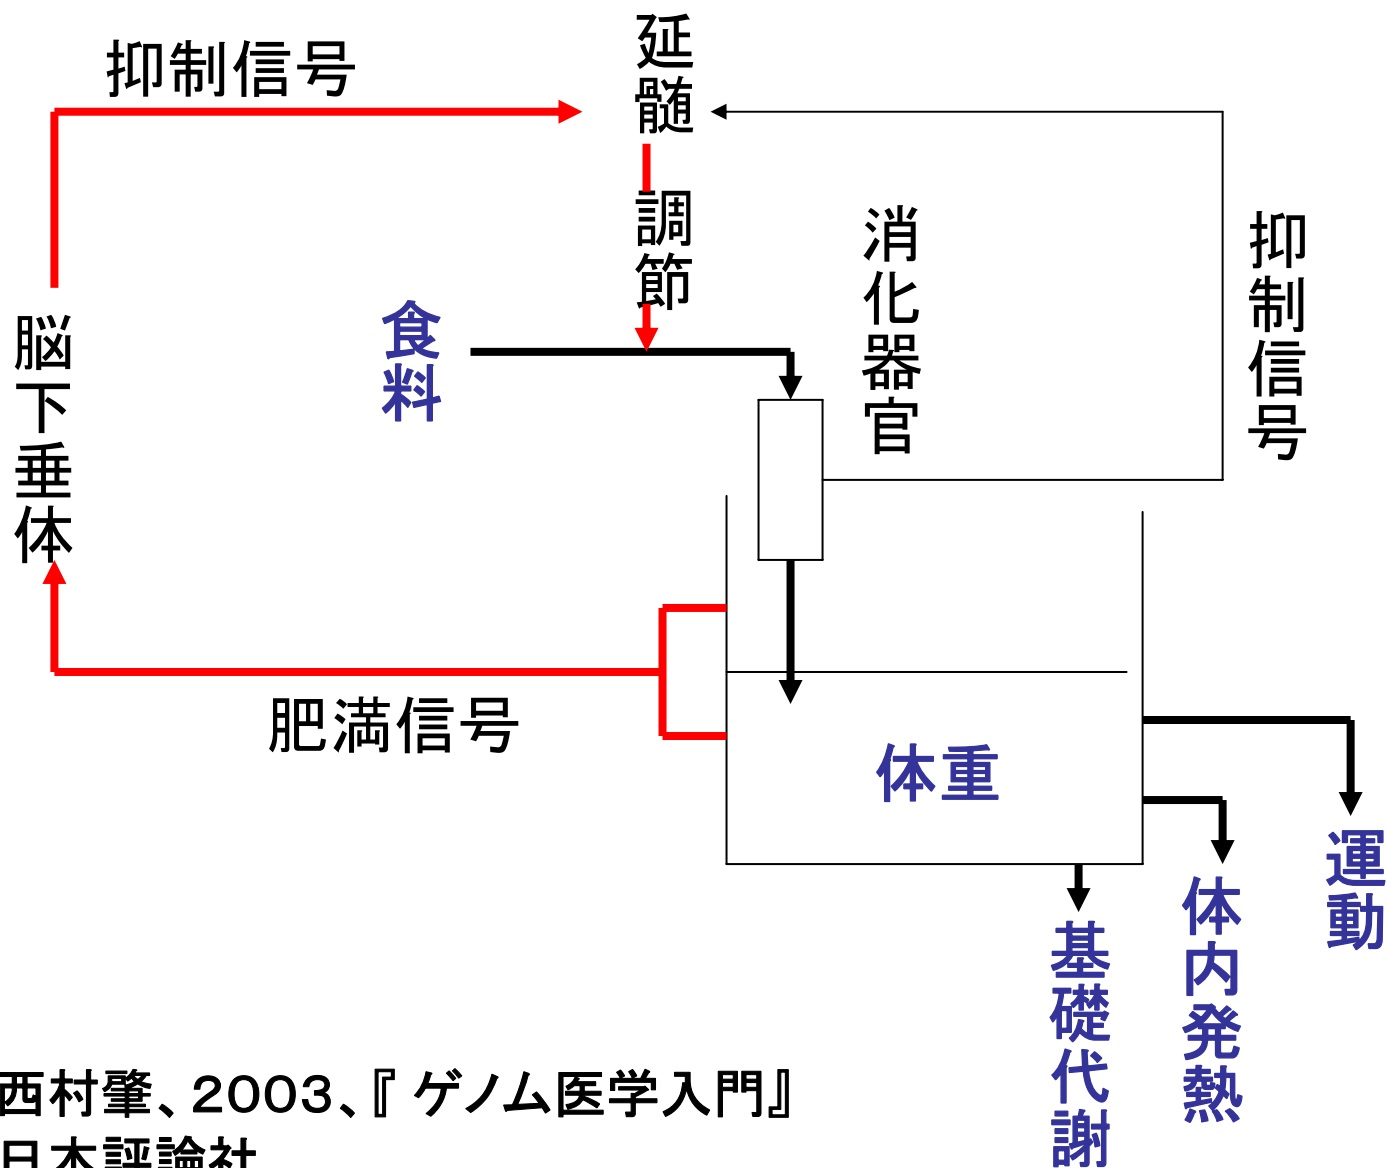 抑制信号
延髄
調節
消化器官
抑制信号
食料
脳下垂体
肥満信号
体重
運動
体内発熱
基礎代謝
西村肇、２００３、『ゲノム医学入門』
日本評論社